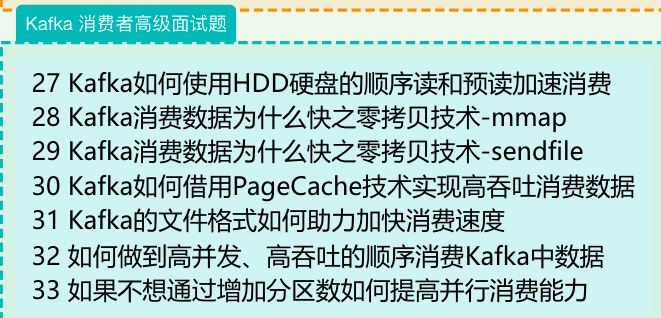 Kafka 消费者高级面试题
27 Kafka如何使用HDD硬盘的顺序读和预读加速消费
28 Kafka消费数据为什么快之零拷贝技术-mmap
29 Kafka消费数据为什么快之零拷贝技术-sendfile
30 Kafka如何借用PageCache技术实现高吞吐消费数据
31 Kafka的文件格式如何助力加快消费速度
32 如何做到高并发、高吞吐的顺序消费Kafka中数据
33 如果不想通过增加分区数如何提高并行消费能力